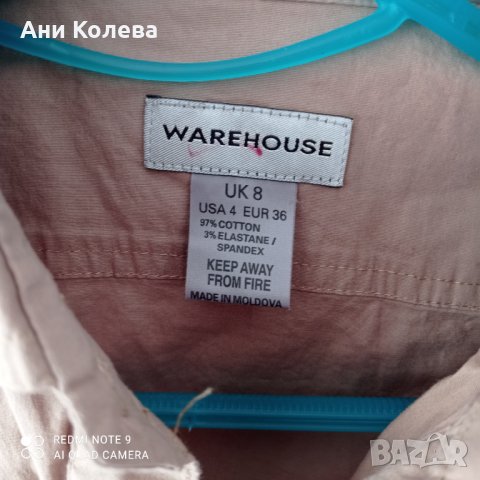 Ани Колева
WAREHOUSE
UK 8
USA 4 EUR 36
97% COTTON
3% ELASTANE /
SPANDEX
KEEP AWAY
FROM FIRE
MADE IN MOLDOVA
REDMI NOTE 9
AI QUAD CAMERA
BAZAR